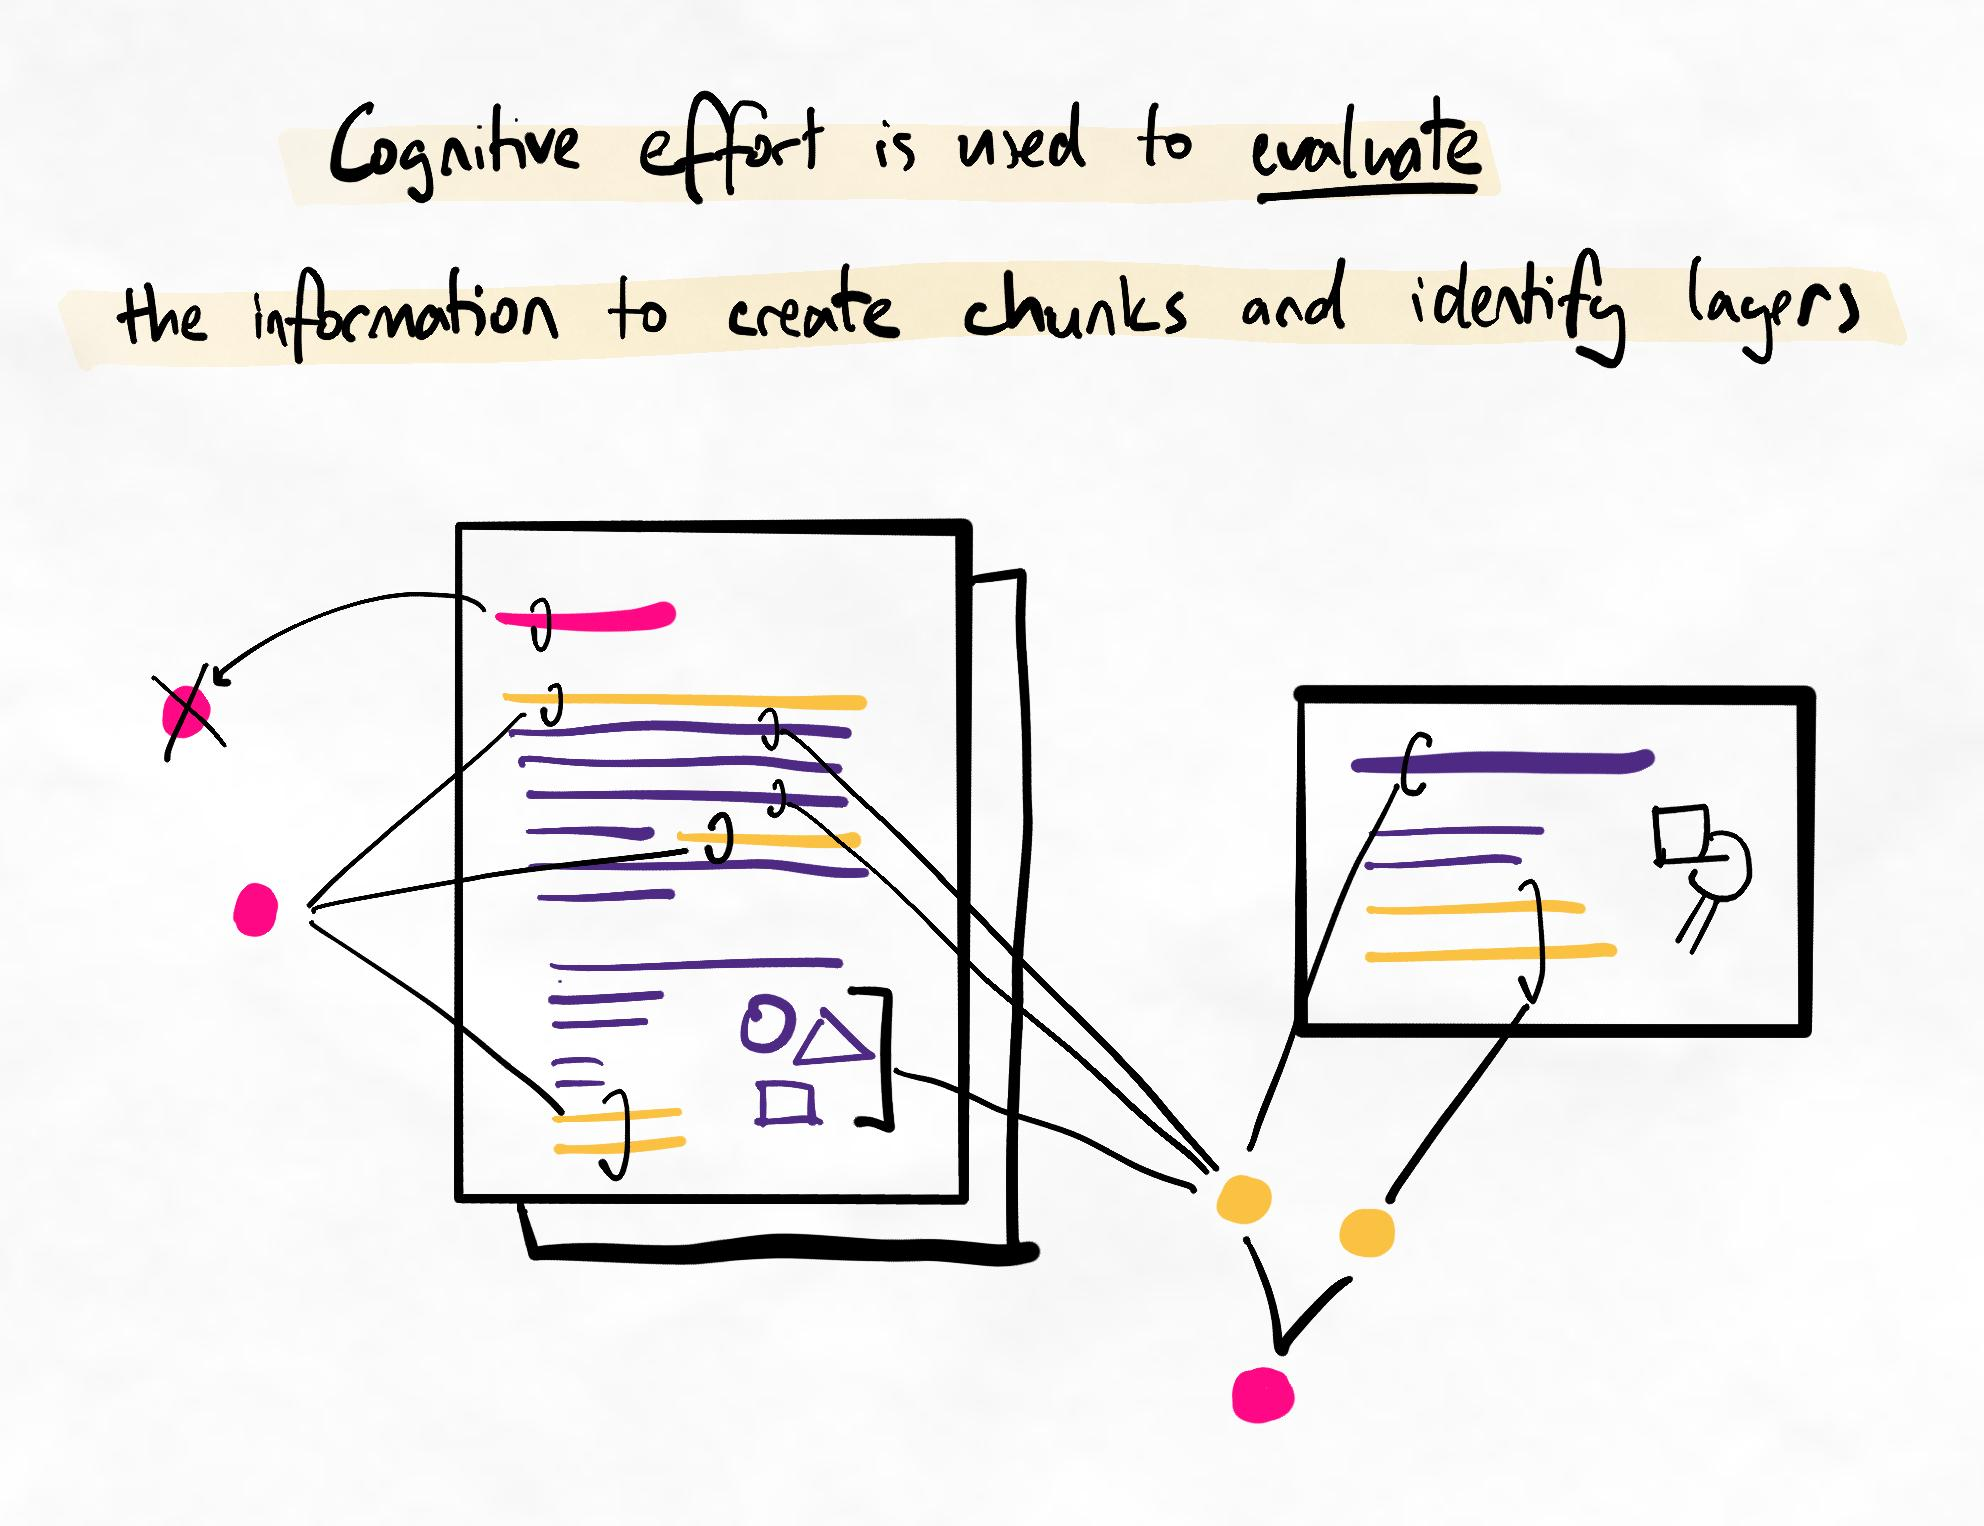 Cognitive effort is used to evaluate
the information to create chunks and identify layers